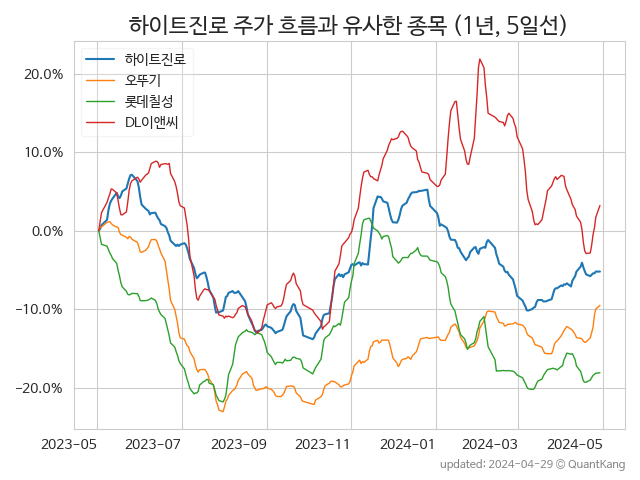 하이트진로 주가 흐름과 유사한 종목 (1년, 5일선)
하이트진로
오뚜기
롯데칠성
DL이앤씨
20.0%
10.0%
0.0%
−10.0%
−20.0%
2023-05 2023-07 2023-09 2023-11 2024-01 2024-03 2024-05
updated: 2024-04-29 © QuantKang